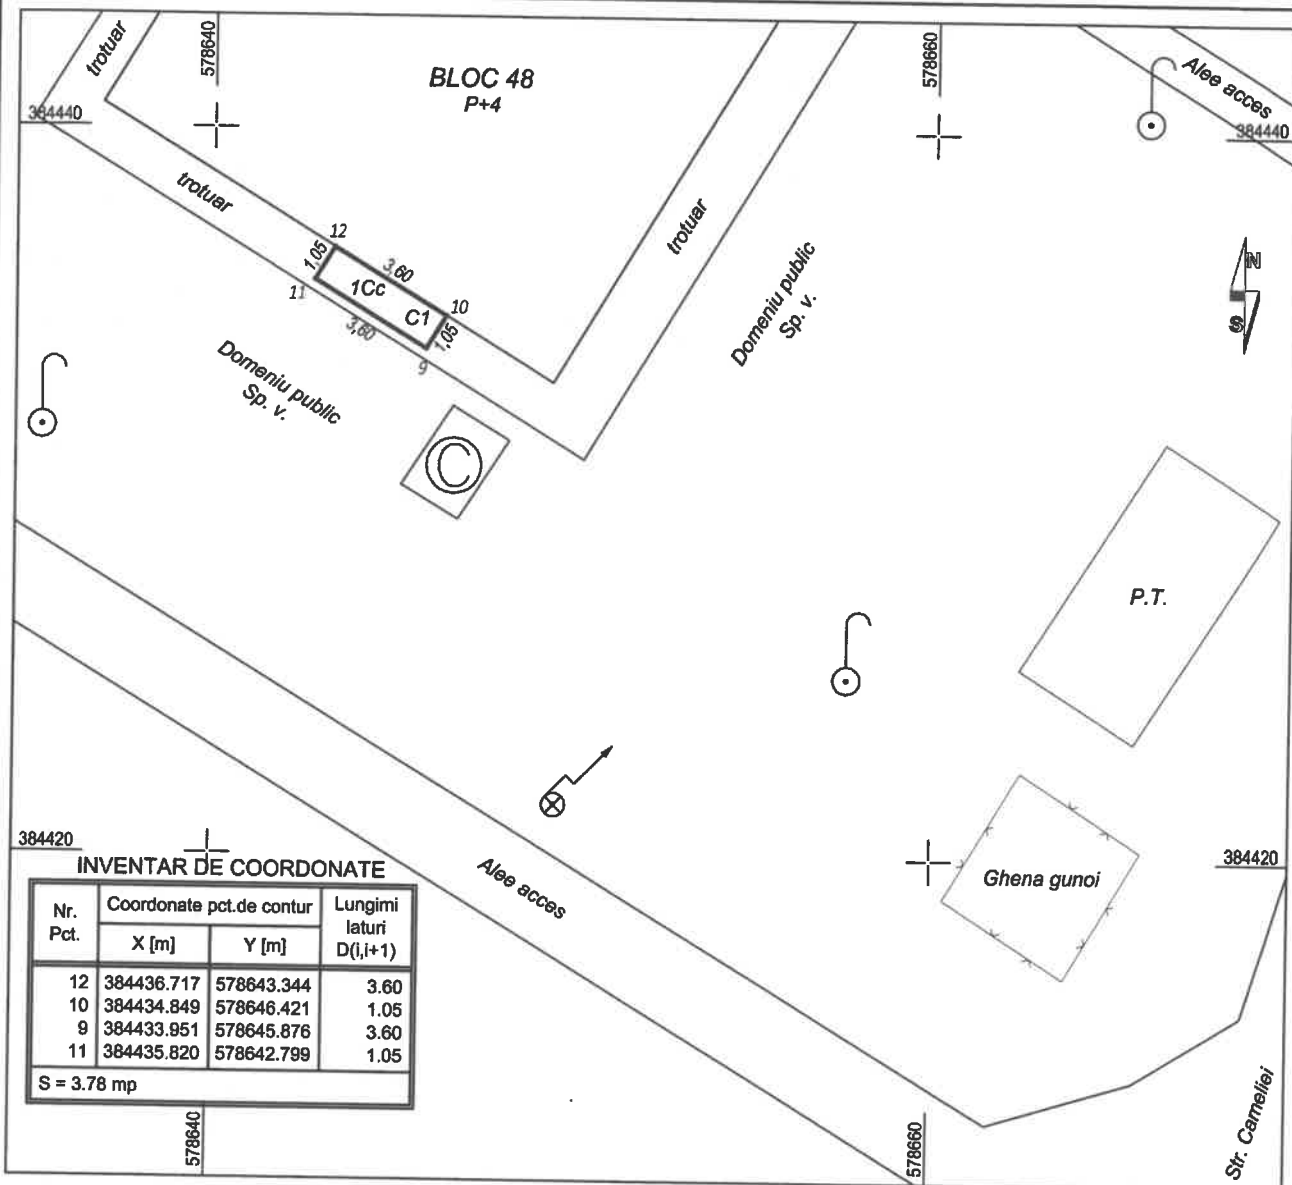 trotuar
578640
BLOC 48
P+4
578660
Alee acces
384440
384440
trotuar
trotuar
12
1,05
3,60
1Cc
C1
10
11
3,60
1,05
9
Domeniu public
Sp. v.
Domeniu public
Sp. v.
N
S
C
P.T.
384420
384420
Ghena gunoi
Alee acces
INVENTAR DE COORDONATE
Nr. Pct. Coordonate pct.de contur Lungimi laturi D(i,i+1)
X [m] Y [m]
12 384436.717 578643.344 3.60
10 384434.849 578646.421 1.05
9 384433.951 578645.876 3.60
11 384435.820 578642.799 1.05
S = 3.78 mp
578640
578660
Str. Cameliei